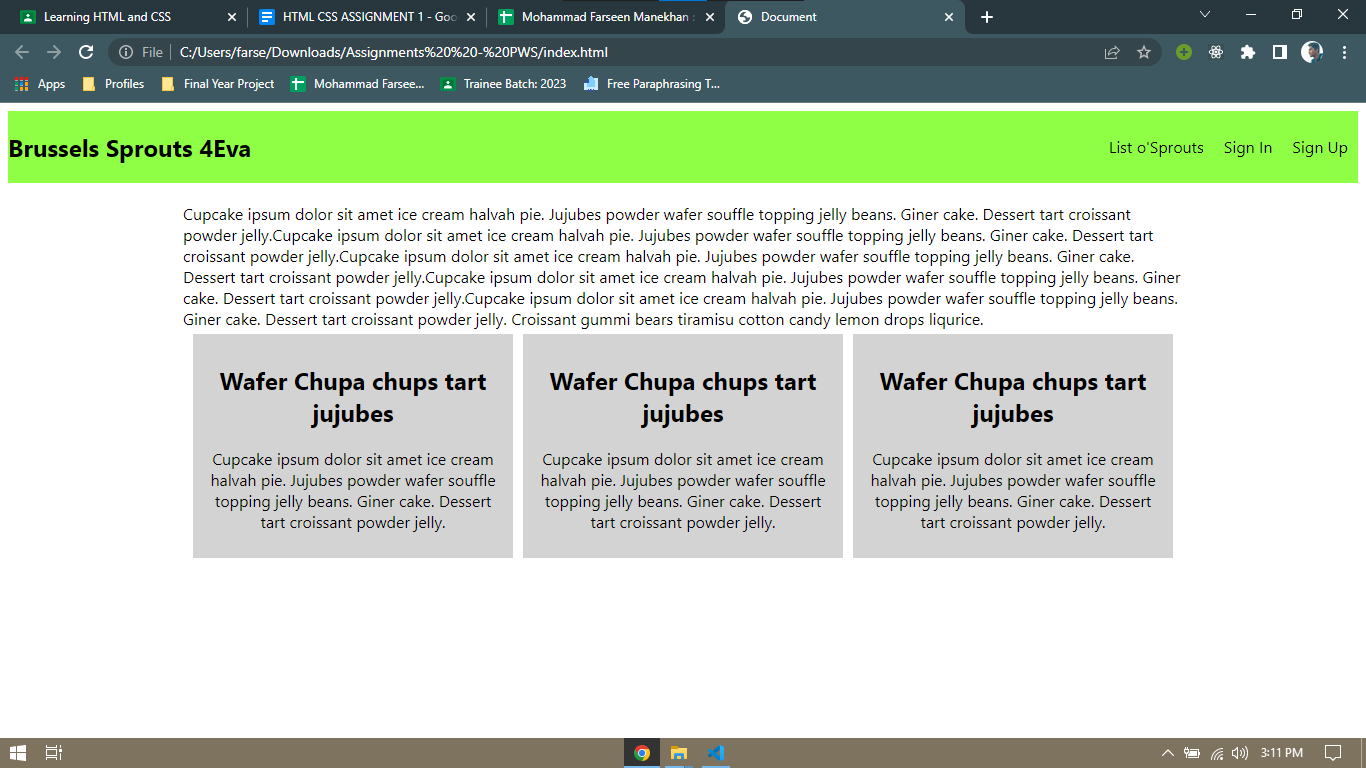 Learning HTML and CSS
HTML CSS ASSIGNMENT 1 - Goo
Mohammad Farseen Manekhan
Document
File
C:/Users/farse/Downloads/Assignments%20%20-%20PWS/index.html
Apps
Profiles
Final Year Project
Mohammad Farsee...
Trainee Batch: 2023
Free Paraphrasing T...
Brussels Sprouts 4Eva
List o'Sprouts
Sign In
Sign Up
Cupcake ipsum dolor sit amet ice cream halvah pie. Jujubes powder wafer souffle topping jelly beans. Giner cake. Dessert tart croissant
powder jelly.Cupcake ipsum dolor sit amet ice cream halvah pie. Jujubes powder wafer souffle topping jelly beans. Giner cake. Dessert tart
croissant powder jelly.Cupcake ipsum dolor sit amet ice cream halvah pie. Jujubes powder wafer souffle topping jelly beans. Giner cake.
Dessert tart croissant powder jelly.Cupcake ipsum dolor sit amet ice cream halvah pie. Jujubes powder wafer souffle topping jelly beans. Giner
cake. Dessert tart croissant powder jelly.Cupcake ipsum dolor sit amet ice cream halvah pie. Jujubes powder wafer souffle topping jelly beans.
Giner cake. Dessert tart croissant powder jelly. Croissant gummi bears tiramisu cotton candy lemon drops liqurice.
Wafer Chupa chups tart
jujubes
Cupcake ipsum dolor sit amet ice cream
halvah pie. Jujubes powder wafer souffle
topping jelly beans. Giner cake. Dessert
tart croissant powder jelly.
Wafer Chupa chups tart
jujubes
Cupcake ipsum dolor sit amet ice cream
halvah pie. Jujubes powder wafer souffle
topping jelly beans. Giner cake. Dessert
tart croissant powder jelly.
Wafer Chupa chups tart
jujubes
Cupcake ipsum dolor sit amet ice cream
halvah pie. Jujubes powder wafer souffle
topping jelly beans. Giner cake. Dessert
tart croissant powder jelly.
3:11 PM